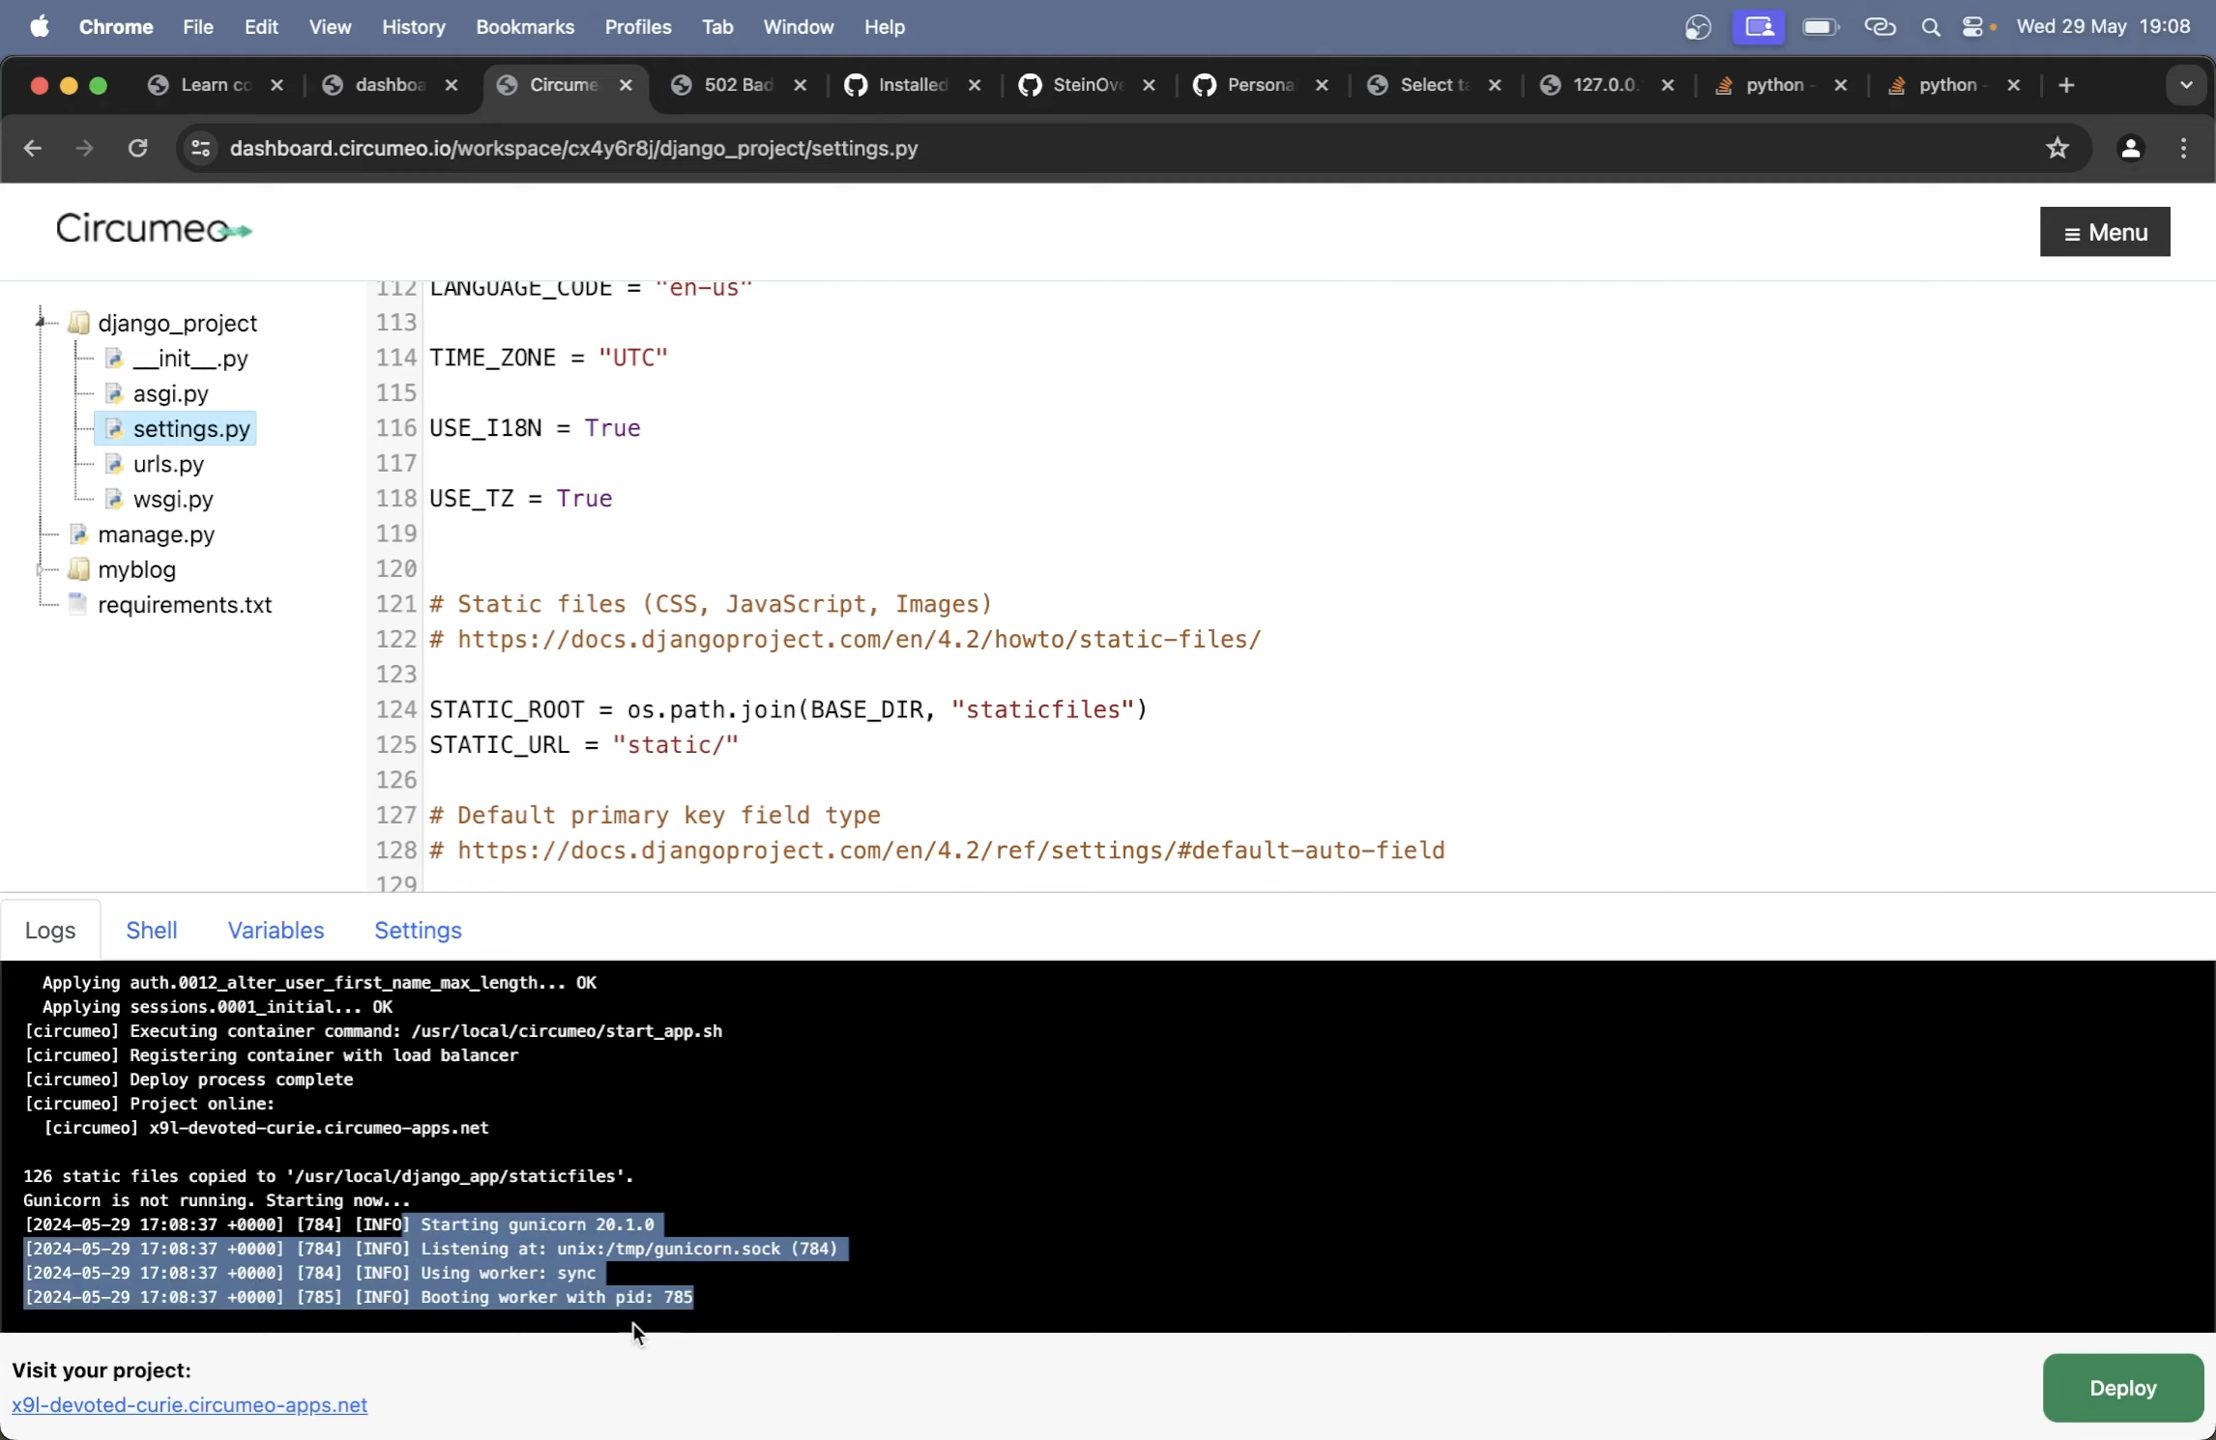 Chrome File Edit View History Bookmarks Profiles Tab Window Help Wed 29 May 19:08
Learn co dashboa Circume 502 Bad Installed SteinOv Persona Select ta 127.0.0. python - python -
dashboard.circumeo.io/workspace/cx4y6r8j/django_project/settings.py
Circumeo
≡ Menu
django_project
__init__.py
asgi.py
settings.py
urls.py
wsgi.py
manage.py
myblog
requirements.txt
112 LANGUAGE_CODE = "en-us"
113
114 TIME_ZONE = "UTC"
115
116 USE_I18N = True
117
118 USE_TZ = True
119
120
121 # Static files (CSS, JavaScript, Images)
122 # https://docs.djangoproject.com/en/4.2/howto/static-files/
123
124 STATIC_ROOT = os.path.join(BASE_DIR, "staticfiles")
125 STATIC_URL = "static/"
126
127 # Default primary key field type
128 # https://docs.djangoproject.com/en/4.2/ref/settings/#default-auto-field
129
Logs Shell Variables Settings
Applying auth.0012_alter_user_first_name_max_length... OK
Applying sessions.0001_initial... OK
[circumeo] Executing container command: /usr/local/circumeo/start_app.sh
[circumeo] Registering container with load balancer
[circumeo] Deploy process complete
[circumeo] Project online:
[circumeo] x9l-devoted-curie.circumeo-apps.net
126 static files copied to '/usr/local/django_app/staticfiles'.
Gunicorn is not running. Starting now...
[2024-05-29 17:08:37 +0000] [784] [INFO] Starting gunicorn 20.1.0
[2024-05-29 17:08:37 +0000] [784] [INFO] Listening at: unix:/tmp/gunicorn.sock (784)
[2024-05-29 17:08:37 +0000] [784] [INFO] Using worker: sync
[2024-05-29 17:08:37 +0000] [785] [INFO] Booting worker with pid: 785
Visit your project:
x9l-devoted-curie.circumeo-apps.net
Deploy